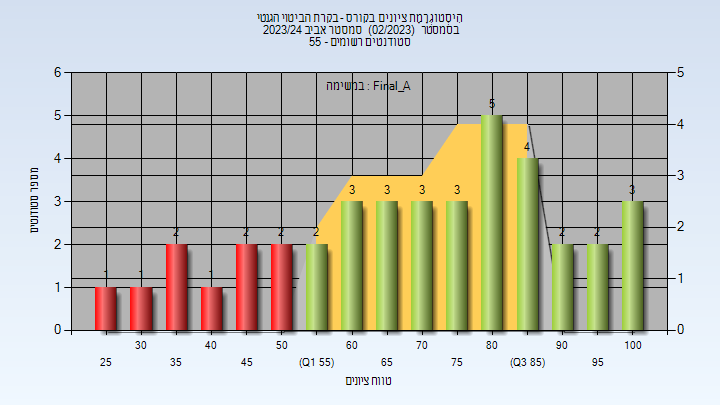 הִיסְטוגְרָמַת ציונים בקורס - בקרת הביטוי הגנטי
בסמסטר (02/2023) סמסטר אביב 2023/24
סטודנטים רשומים - 55
במשימה : Final_A
מספר סטודנטים
6 5 4 3 2 1 0
5 4 3 2 1 0
1 1 2 1 2 2 2 3 3 3 3 5 4 2 2 3
30 40 50 60 70 80 90 100
25 35 45 (Q1 55) 65 75 (Q3 85) 95
טווח ציונים